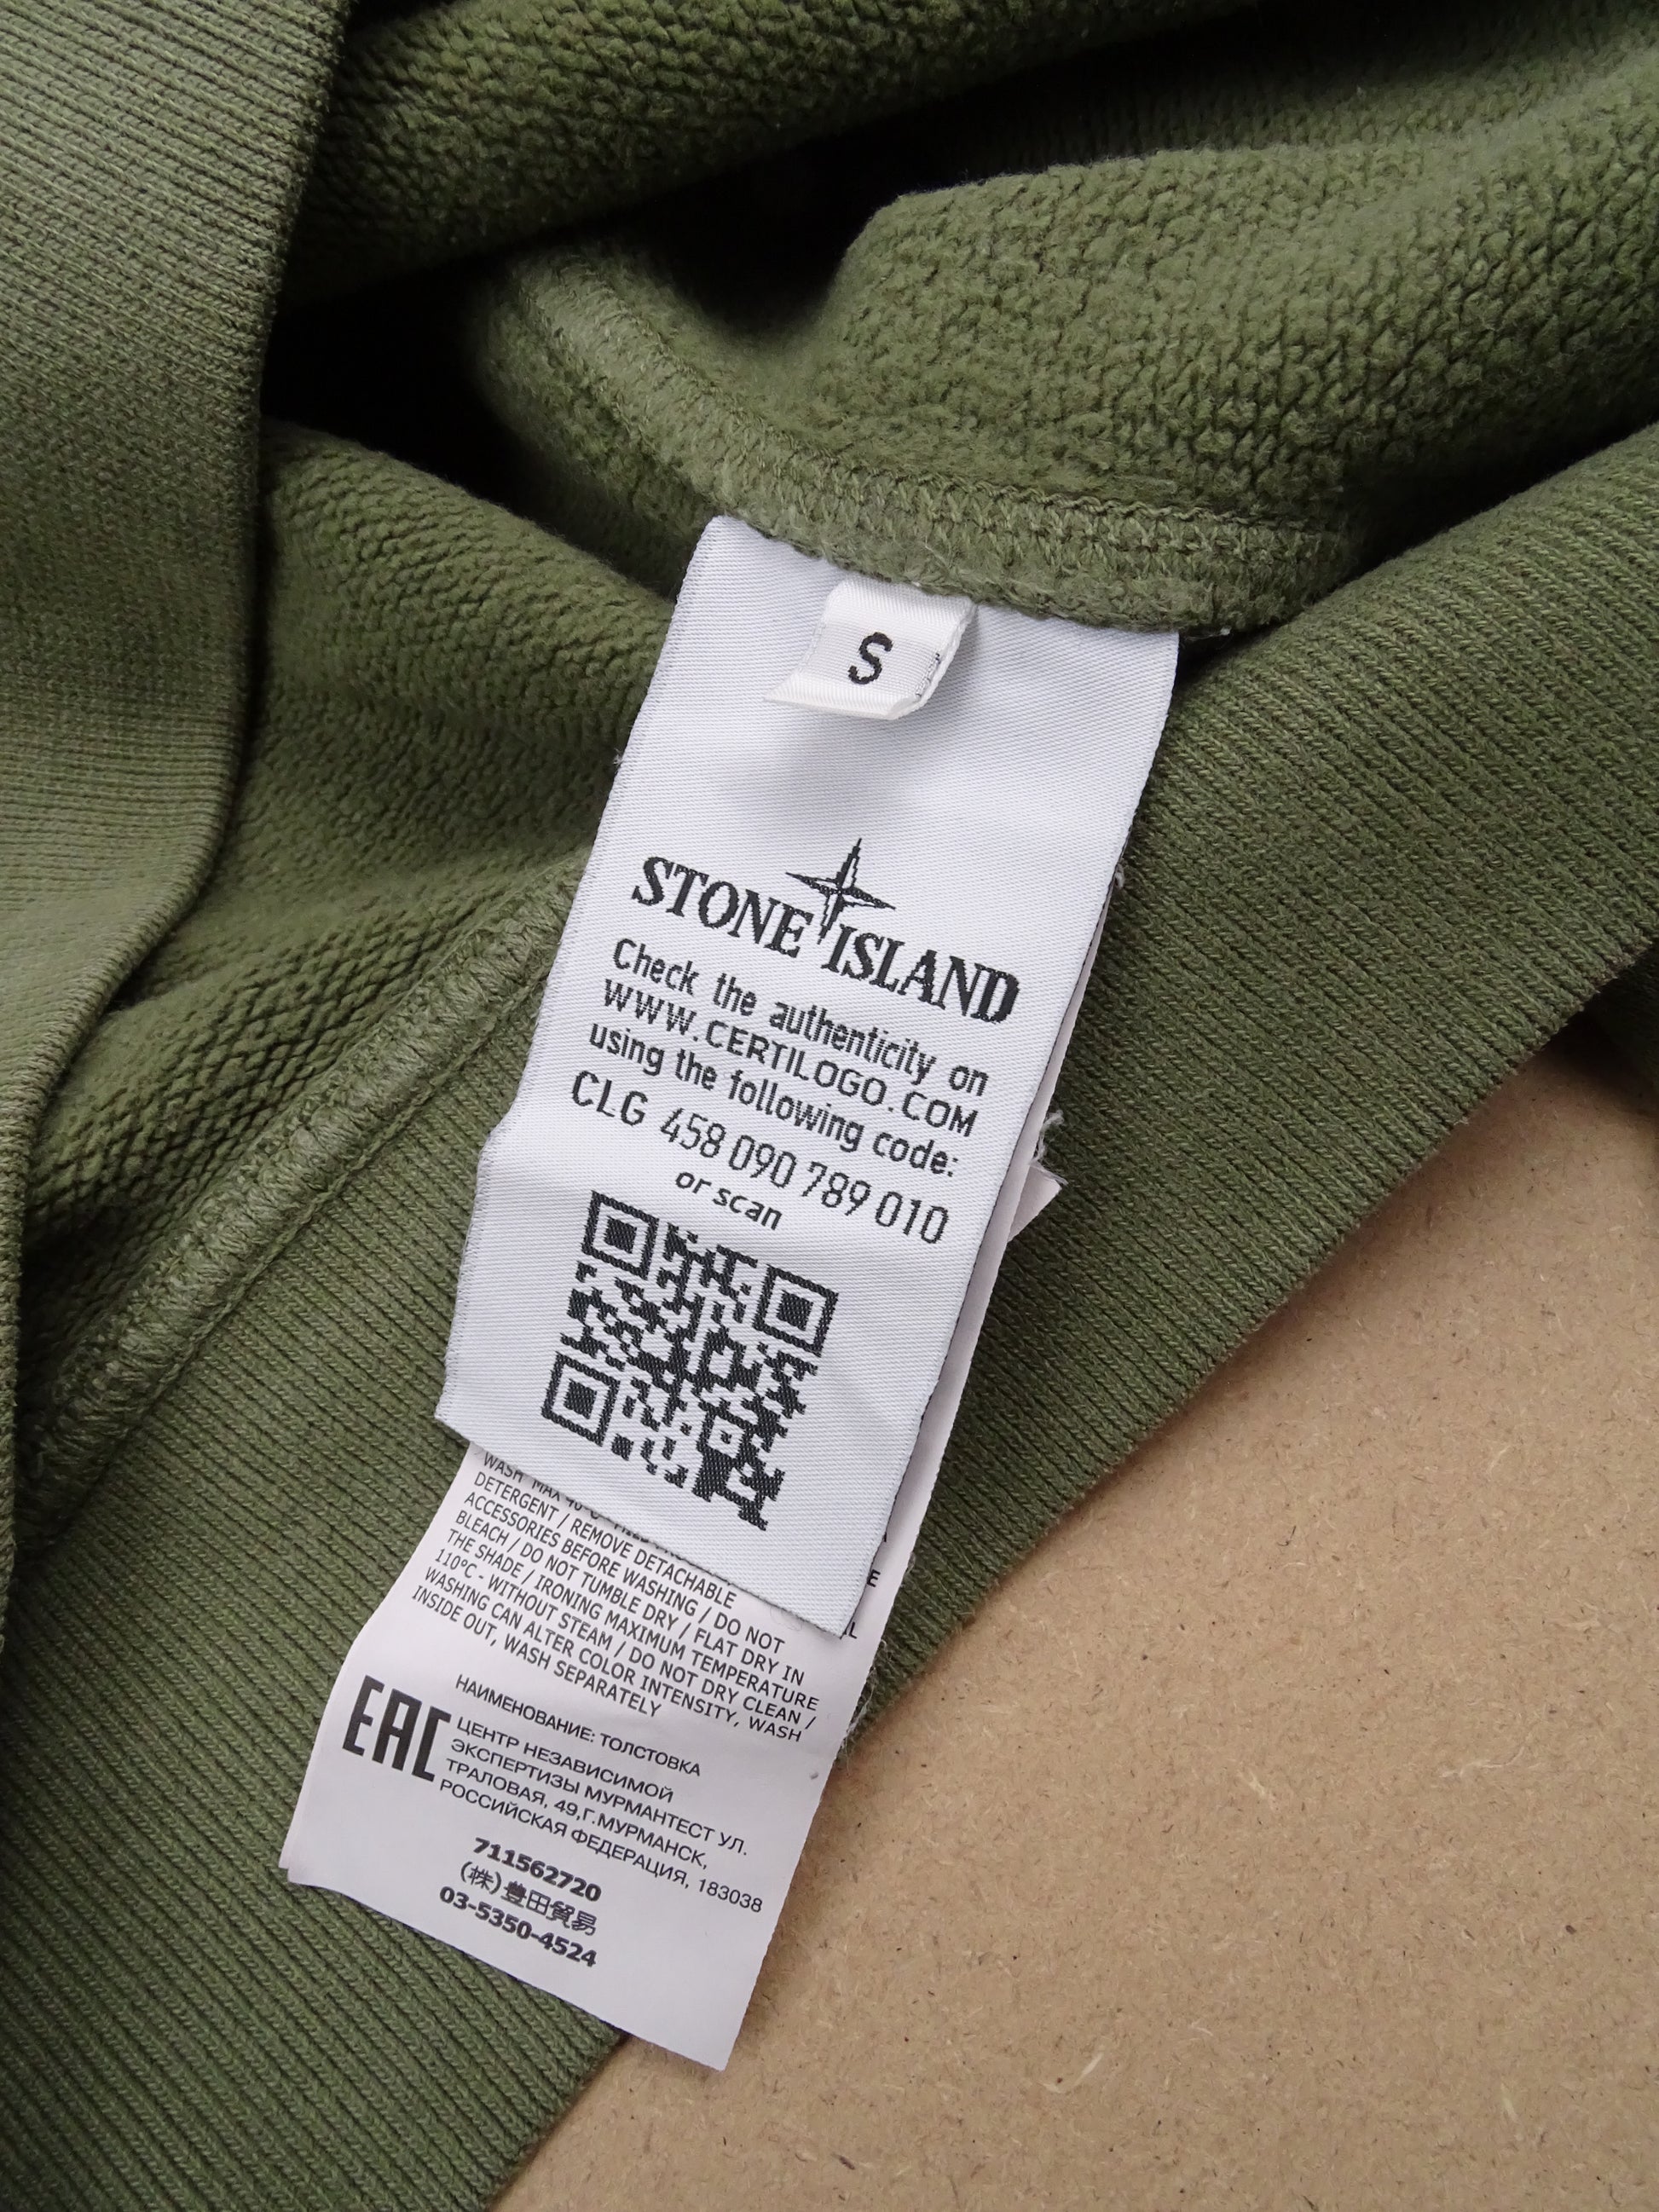 S
STONE ISLAND
Check the authenticity on
WWW.CERTILOGO.COM
using the following code:
CLG 458 090 789 010
or scan
WASH MAX 40°C
DETERGENT / REMOVE DETACHABLE
ACCESSORIES BEFORE WASHING / DO NOT
BLEACH / DO NOT TUMBLE DRY / FLAT DRY IN
THE SHADE / IRONING MAXIMUM TEMPERATURE
110°C - WITHOUT STEAM / DO NOT DRY CLEAN /
WASHING CAN ALTER COLOR INTENSITY, WASH
INSIDE OUT, WASH SEPARATELY
EAC
НАИМЕНОВАНИЕ: ТОЛСТОВКА
ЦЕНТР НЕЗАВИСИМОЙ
ЭКСПЕРТИЗЫ МУРМАНТЕСТ УЛ.
ТРАЛОВАЯ, 49,Г.МУРМАНСК,
РОССИЙСКАЯ ФЕДЕРАЦИЯ, 183038
711562720
(株)豊田貿易
03-5350-4524